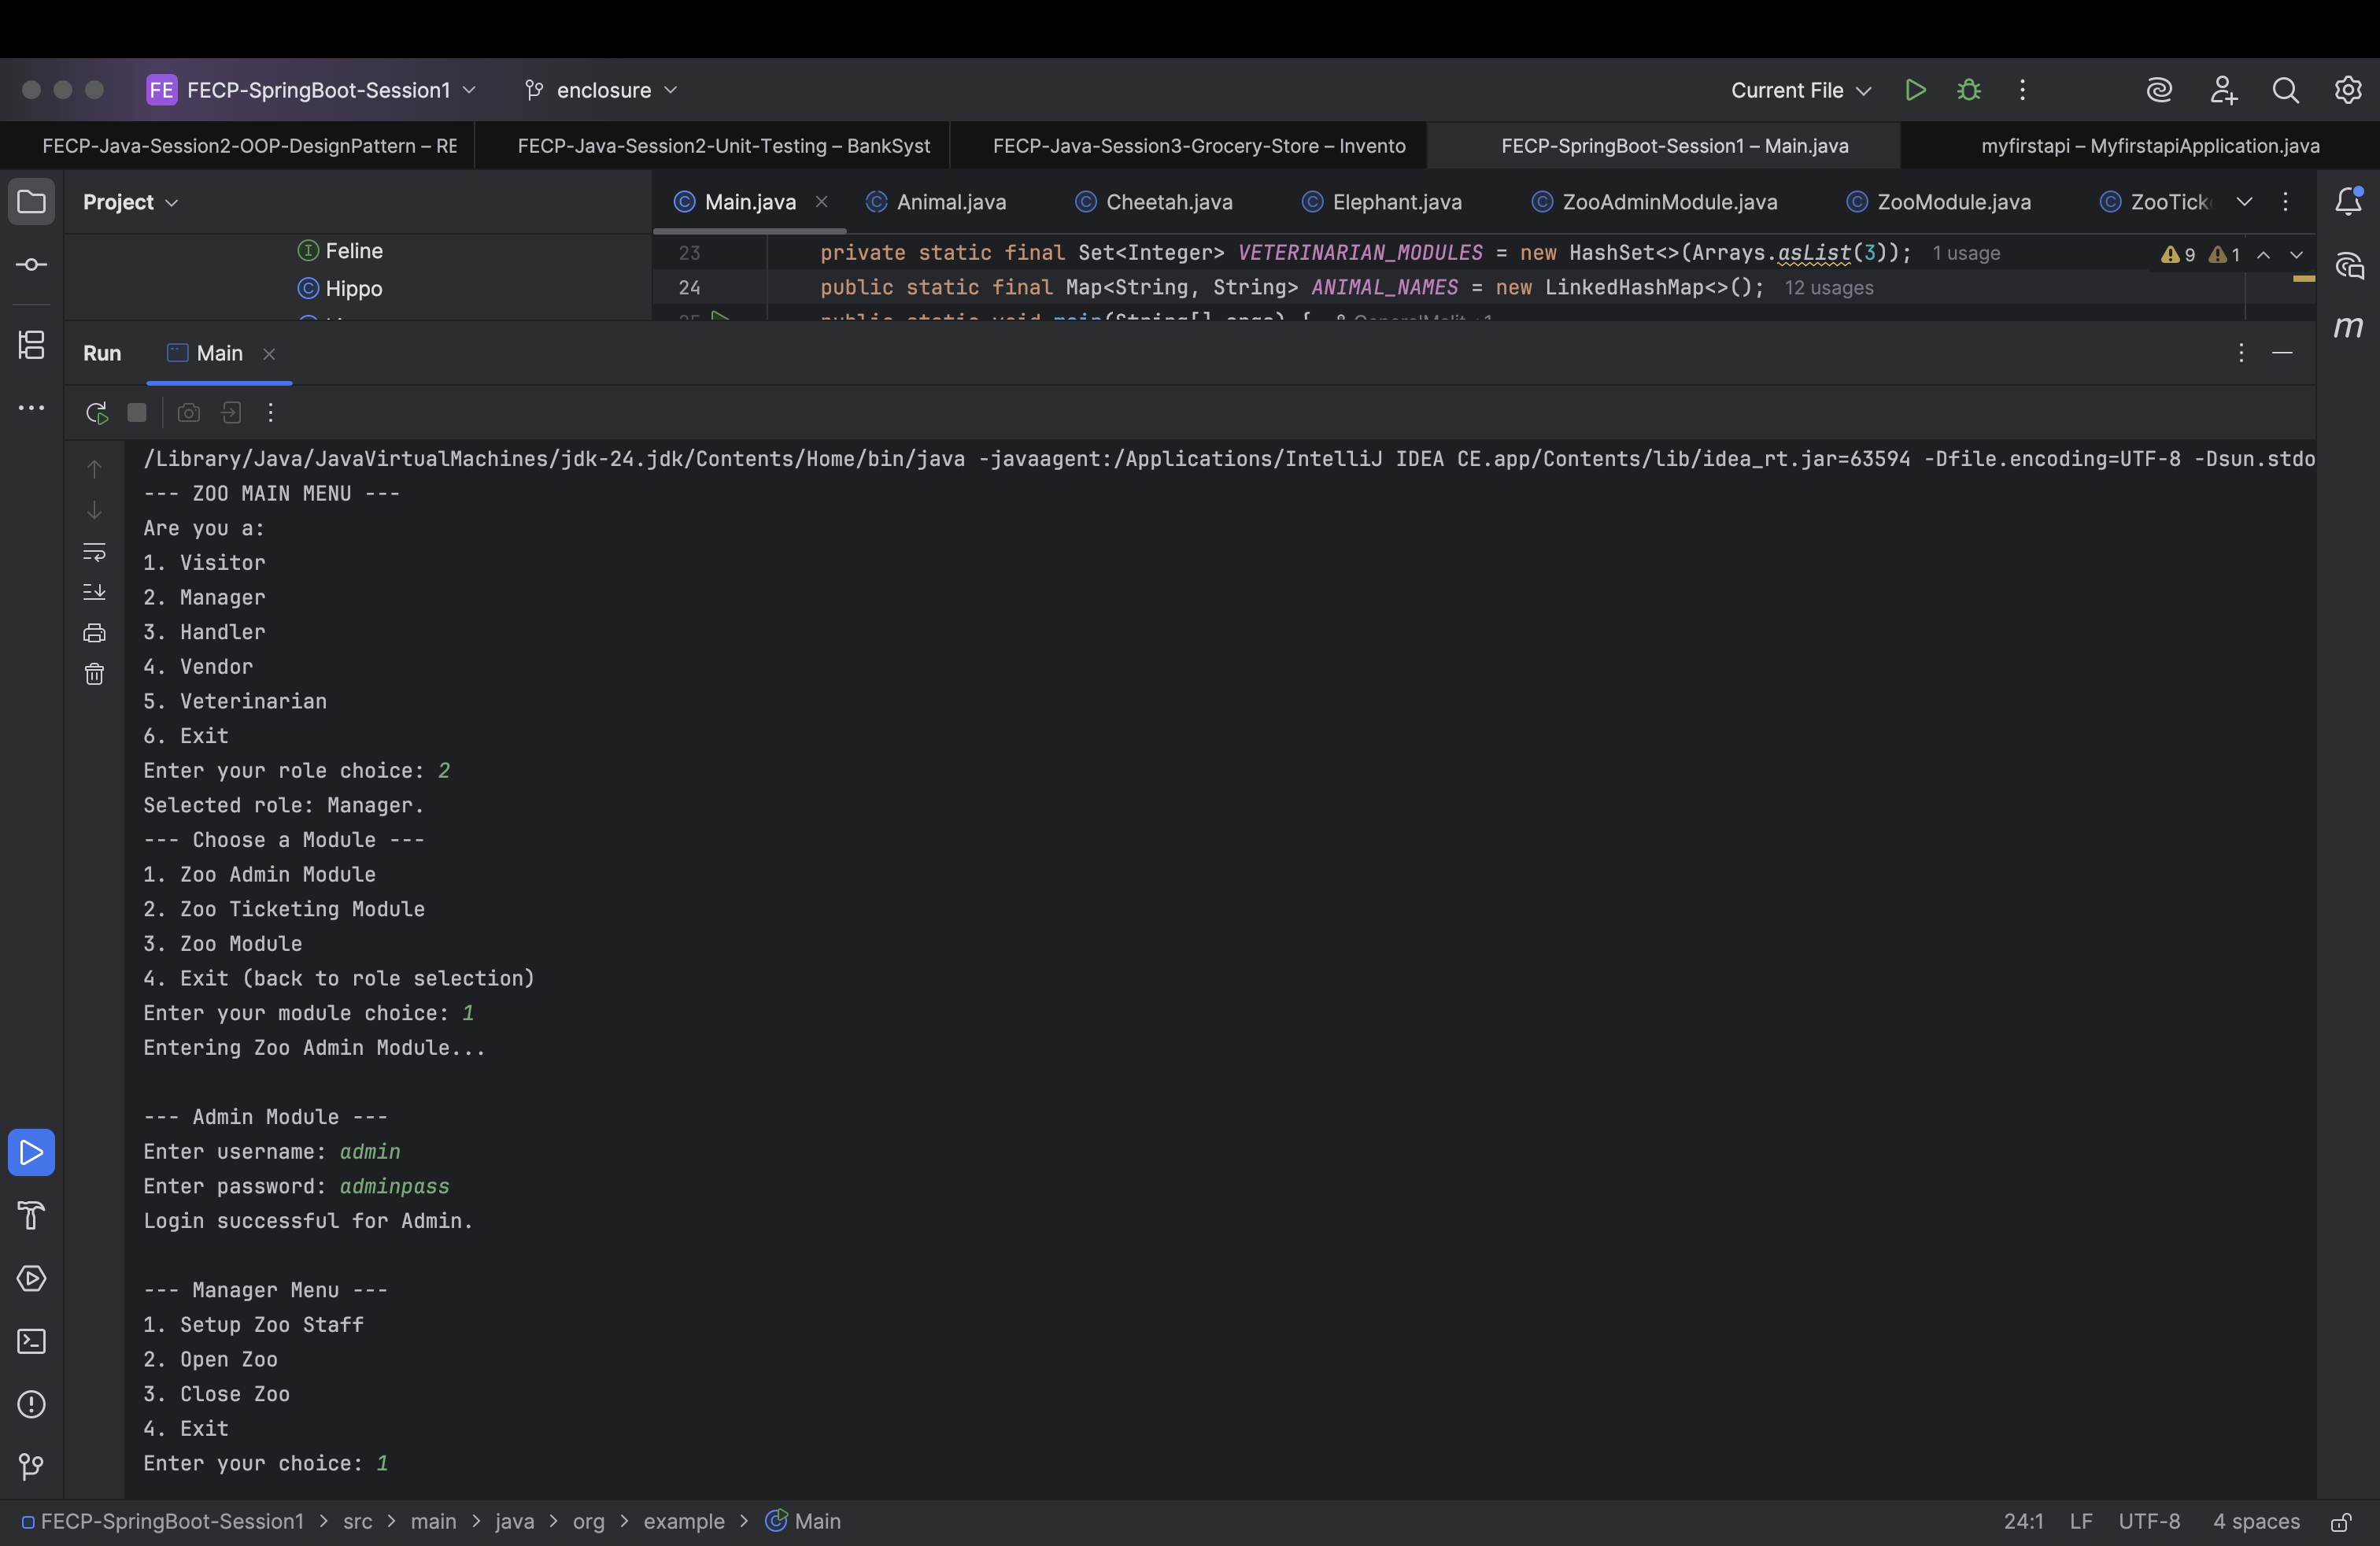 FE FECP-SpringBoot-Session1 enclosure Current File
FECP-Java-Session2-OOP-DesignPattern – RE FECP-Java-Session2-Unit-Testing – BankSyst FECP-Java-Session3-Grocery-Store – Invento FECP-SpringBoot-Session1 – Main.java myfirstapi – MyfirstapiApplication.java
Project Main.java Animal.java Cheetah.java Elephant.java ZooAdminModule.java ZooModule.java ZooTick
Feline
Hippo
23 private static final Set<Integer> VETERINARIAN_MODULES = new HashSet<>(Arrays.asList(3)); 1 usage 9 1
24 public static final Map<String, String> ANIMAL_NAMES = new LinkedHashMap<>(); 12 usages
public static void main(String[] args) {
Run Main
/Library/Java/JavaVirtualMachines/jdk-24.jdk/Contents/Home/bin/java -javaagent:/Applications/IntelliJ IDEA CE.app/Contents/lib/idea_rt.jar=63594 -Dfile.encoding=UTF-8 -Dsun.stdo
--- ZOO MAIN MENU ---
Are you a:
1. Visitor
2. Manager
3. Handler
4. Vendor
5. Veterinarian
6. Exit
Enter your role choice: 2
Selected role: Manager.
--- Choose a Module ---
1. Zoo Admin Module
2. Zoo Ticketing Module
3. Zoo Module
4. Exit (back to role selection)
Enter your module choice: 1
Entering Zoo Admin Module...
--- Admin Module ---
Enter username: admin
Enter password: adminpass
Login successful for Admin.
--- Manager Menu ---
1. Setup Zoo Staff
2. Open Zoo
3. Close Zoo
4. Exit
Enter your choice: 1
FECP-SpringBoot-Session1 > src > main > java > org > example > Main 24:1 LF UTF-8 4 spaces